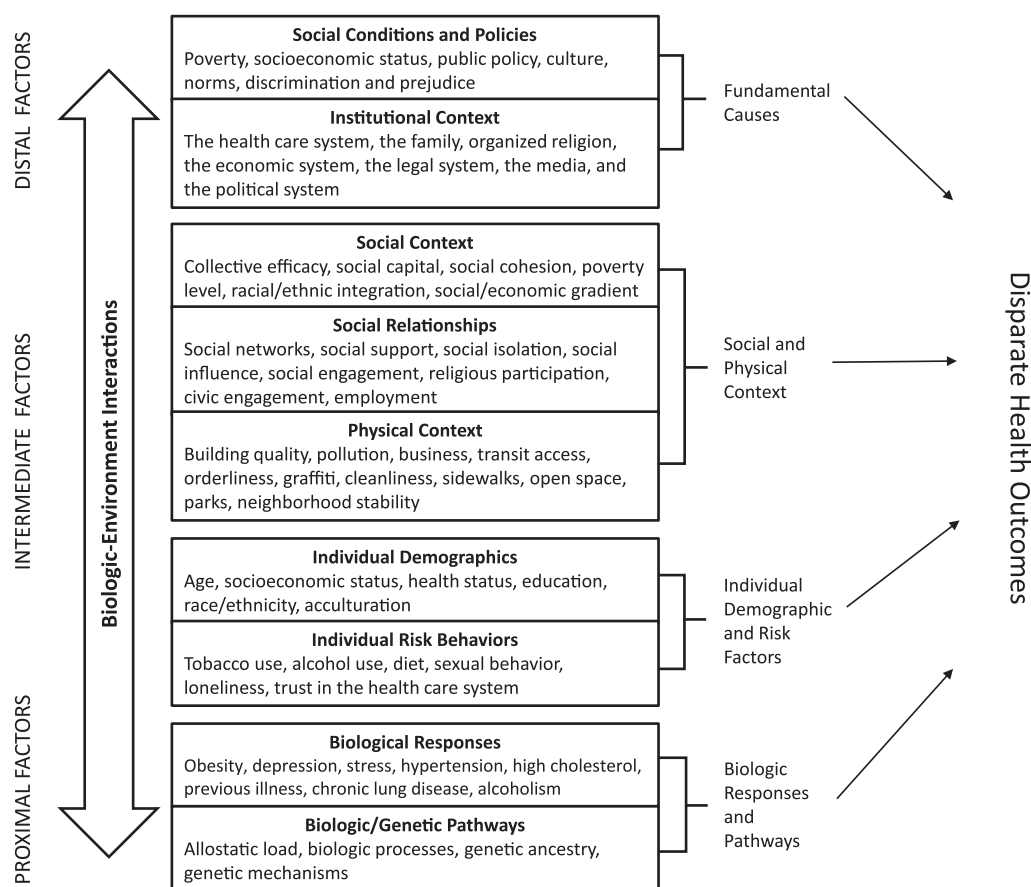 DISTAL FACTORS
INTERMEDIATE FACTORS
PROXIMAL FACTORS
Biologic-Environment Interactions
Social Conditions and Policies
Poverty, socioeconomic status, public policy, culture,
norms, discrimination and prejudice
Institutional Context
The health care system, the family, organized religion,
the economic system, the legal system, the media, and
the political system
Fundamental
Causes
Social Context
Collective efficacy, social capital, social cohesion, poverty
level, racial/ethnic integration, social/economic gradient
Social Relationships
Social networks, social support, social isolation, social
influence, social engagement, religious participation,
civic engagement, employment
Physical Context
Building quality, pollution, business, transit access,
orderliness, graffiti, cleanliness, sidewalks, open space,
parks, neighborhood stability
Social and
Physical
Context
Individual Demographics
Age, socioeconomic status, health status, education,
race/ethnicity, acculturation
Individual Risk Behaviors
Tobacco use, alcohol use, diet, sexual behavior,
loneliness, trust in the health care system
Individual
Demographic
and Risk
Factors
Biological Responses
Obesity, depression, stress, hypertension, high cholesterol,
previous illness, chronic lung disease, alcoholism
Biologic/Genetic Pathways
Allostatic load, biologic processes, genetic ancestry,
genetic mechanisms
Biologic
Responses
and
Pathways
Disparate Health Outcomes